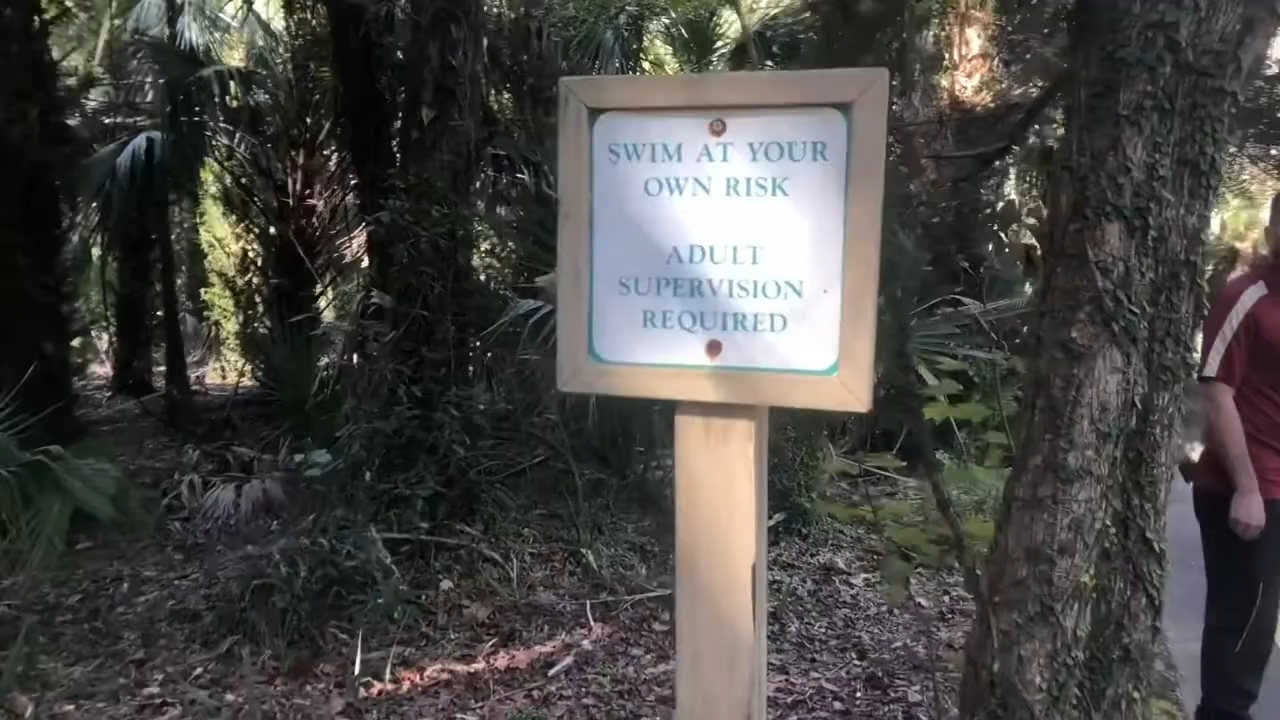 SWIM AT YOUR
OWN RISK
ADULT
SUPERVISION
REQUIRED